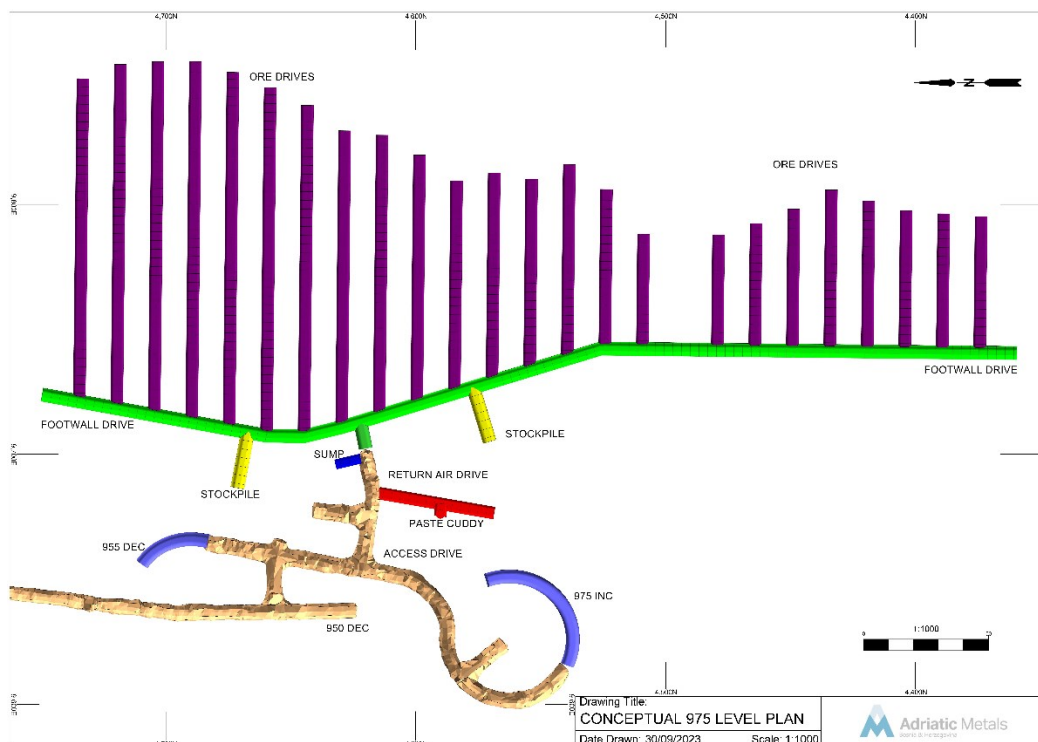 4,700N
4,600N
4,500N
4,400N
ORE DRIVES
N
ORE DRIVES
FOOTWALL DRIVE
FOOTWALL DRIVE
STOCKPILE
SUMP
RETURN AIR DRIVE
STOCKPILE
PASTE CUDDY
955 DEC
ACCESS DRIVE
975 INC
950 DEC
1:1000
Drawing Title:
CONCEPTUAL 975 LEVEL PLAN
Date Drawn: 30/09/2023 Scale: 1:1000
Adriatic Metals